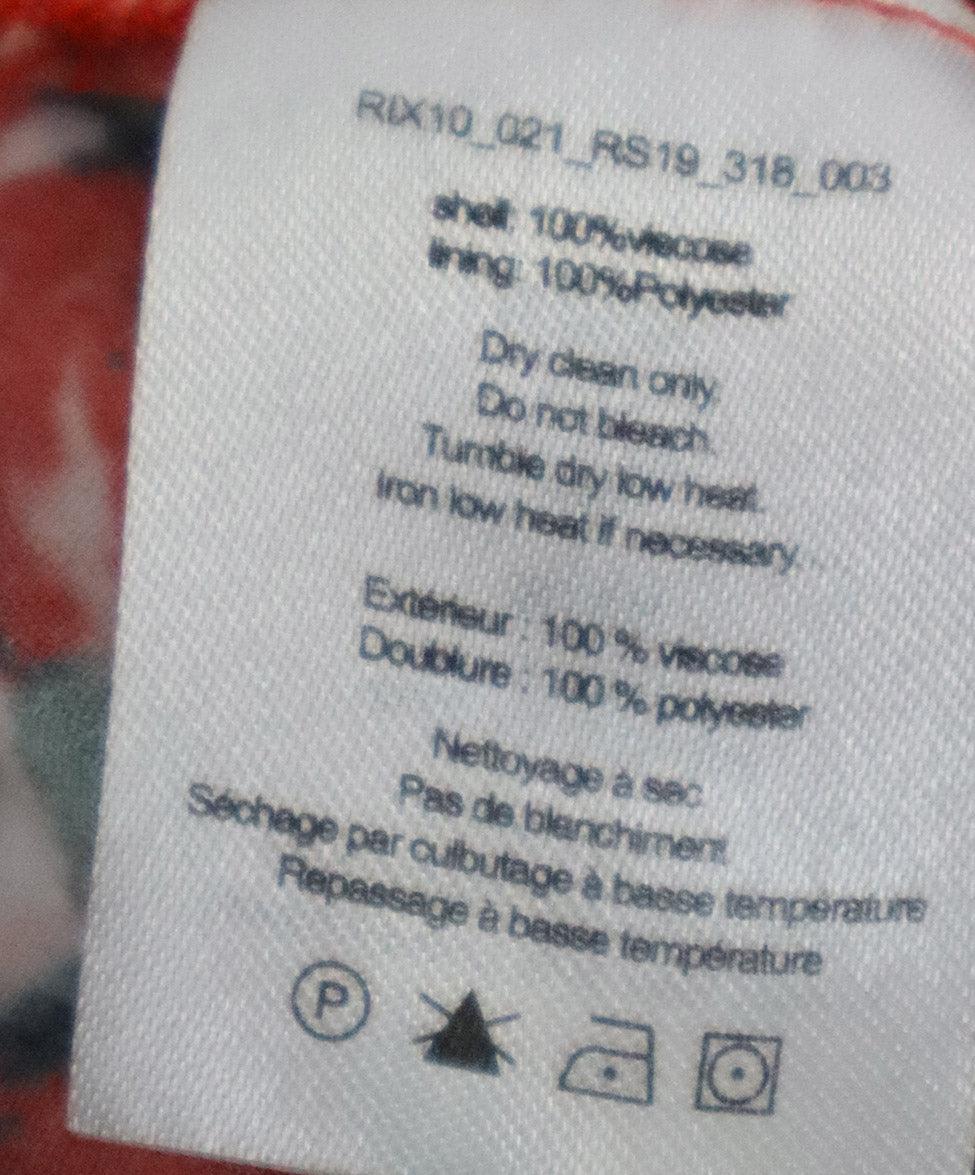 RIX10_021_RS19_318_003
shell: 100%viscose
lining: 100%Polyester
Dry clean only.
Do not bleach.
Tumble dry low heat.
Iron low heat if necessary.
Extérieur : 100 % viscose
Doublure : 100 % polyester
Nettoyage à sec
Pas de blanchiment
Séchage par culbutage à basse température
Repassage à basse température
P